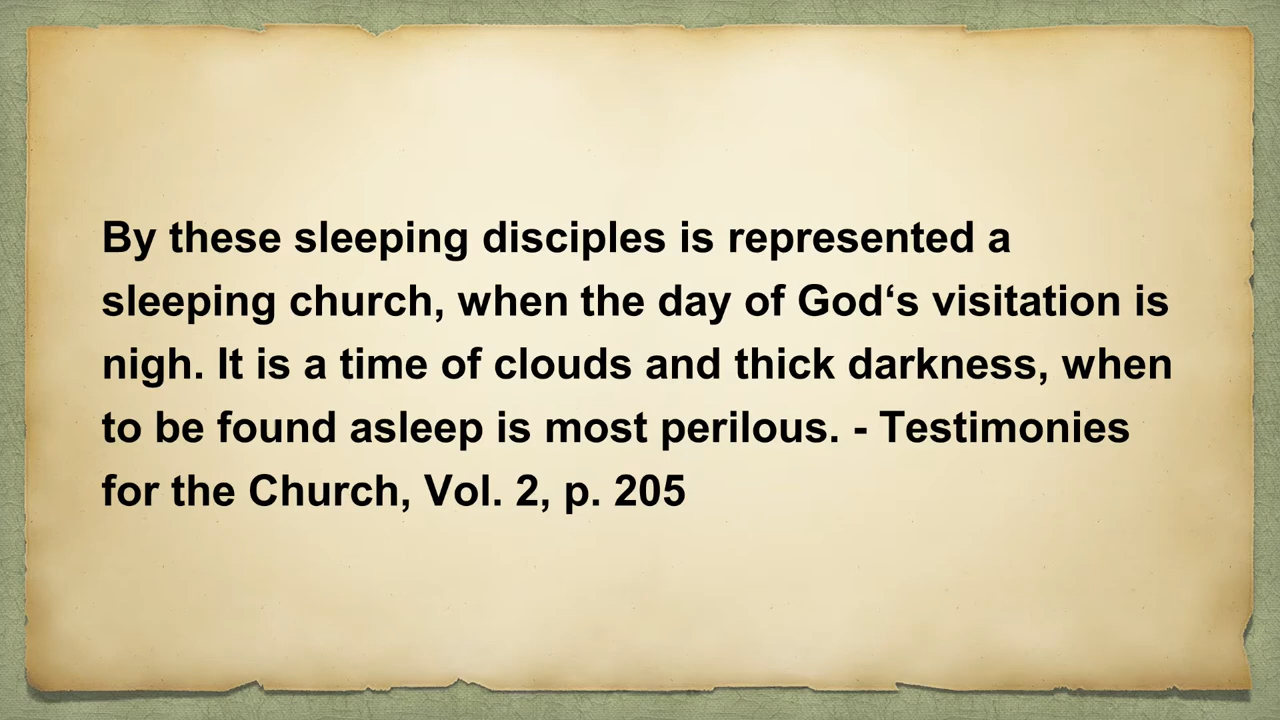 By these sleeping disciples is represented a
sleeping church, when the day of God‘s visitation is
nigh. It is a time of clouds and thick darkness, when
to be found asleep is most perilous. - Testimonies
for the Church, Vol. 2, p. 205